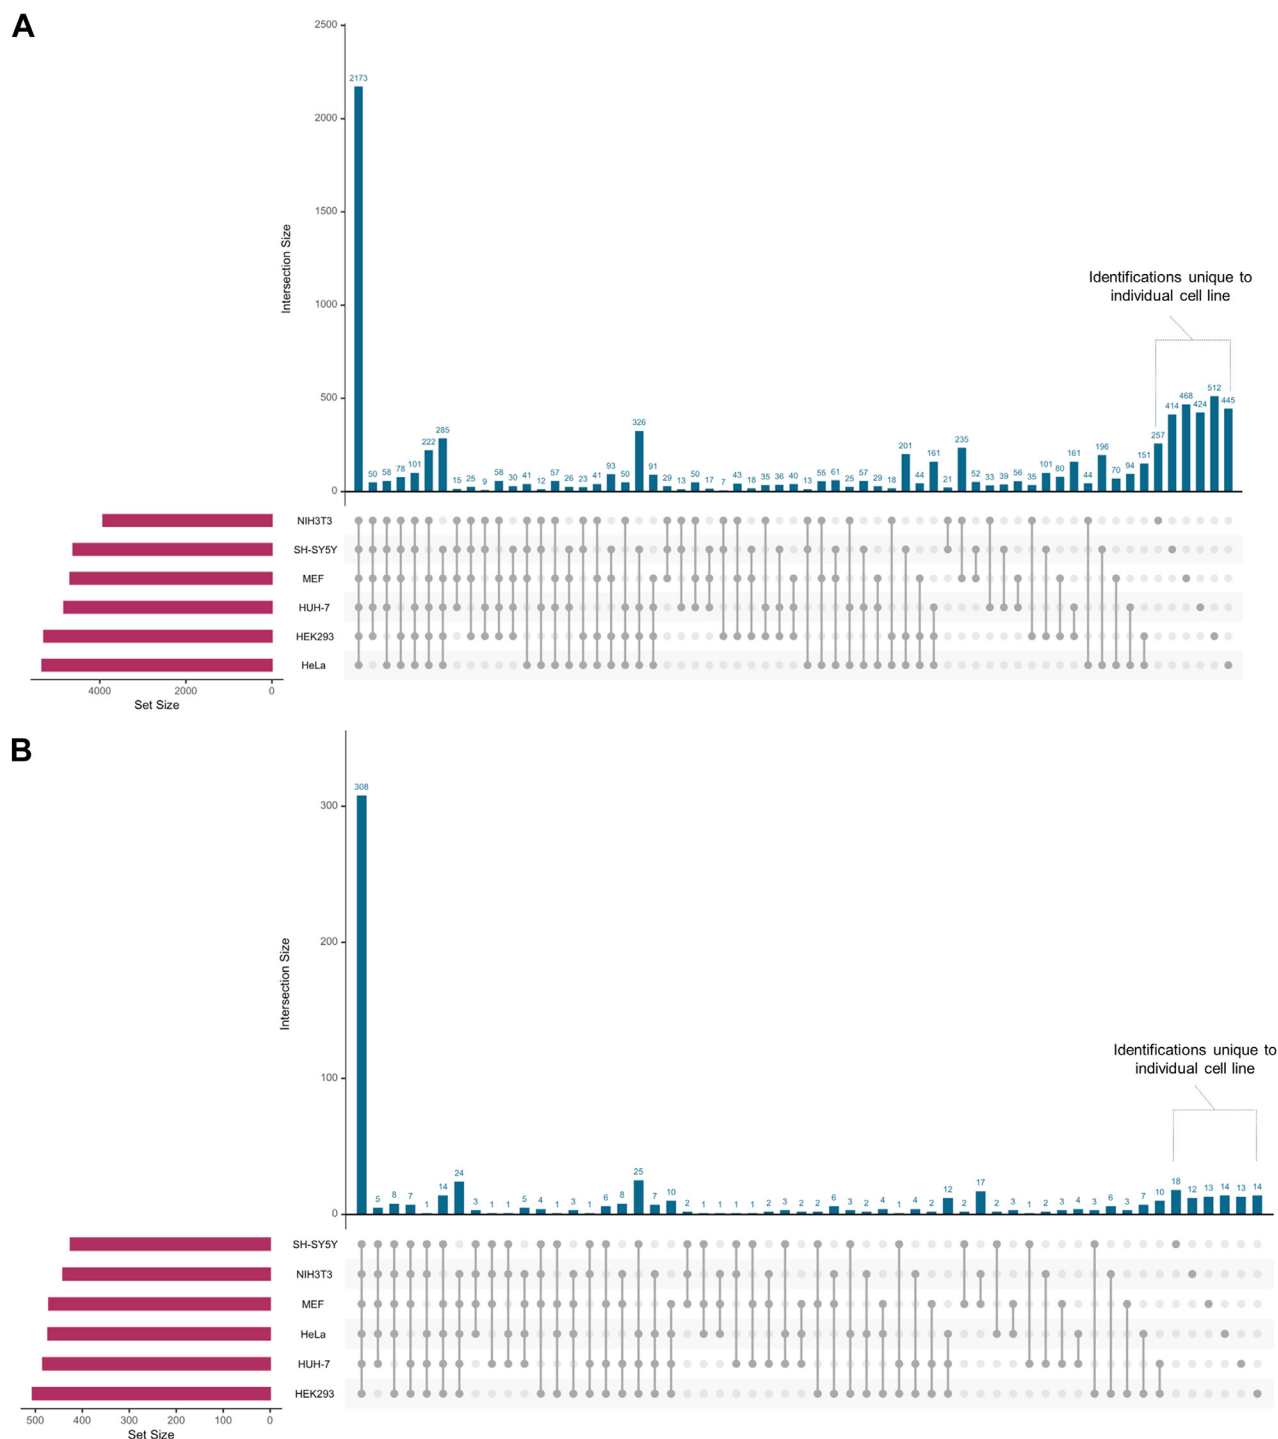 A
2500
2173
2000
1500
Intersection Size
1000
Identifications unique to
individual cell line
500
0
50 58 78 101 222 285 15 25 9 58 30 41 12 57 26 23 41 93 50 326 91 29 13 50 17 7 43 18 35 36 40 13 55 61 25 57 29 18 201 44 161 21 235 52 33 39 56 35 101 80 161 44 196 70 94 151 257 414 468 424 512 445
NIH3T3
SH-SY5Y
MEF
HUH-7
HEK293
HeLa
4000 2000 0
Set Size
B
308
300
200
Intersection Size
100
Identifications unique to
individual cell line
0
5 8 7 1 14 24 3 1 1 5 4 1 3 1 6 8 25 7 10 2 1 1 1 1 2 3 2 2 6 3 2 4 1 4 2 12 2 17 2 3 1 2 3 4 3 6 3 7 10 18 12 13 14 13 14
SH-SY5Y
NIH3T3
MEF
HeLa
HUH-7
HEK293
500 400 300 200 100 0
Set Size